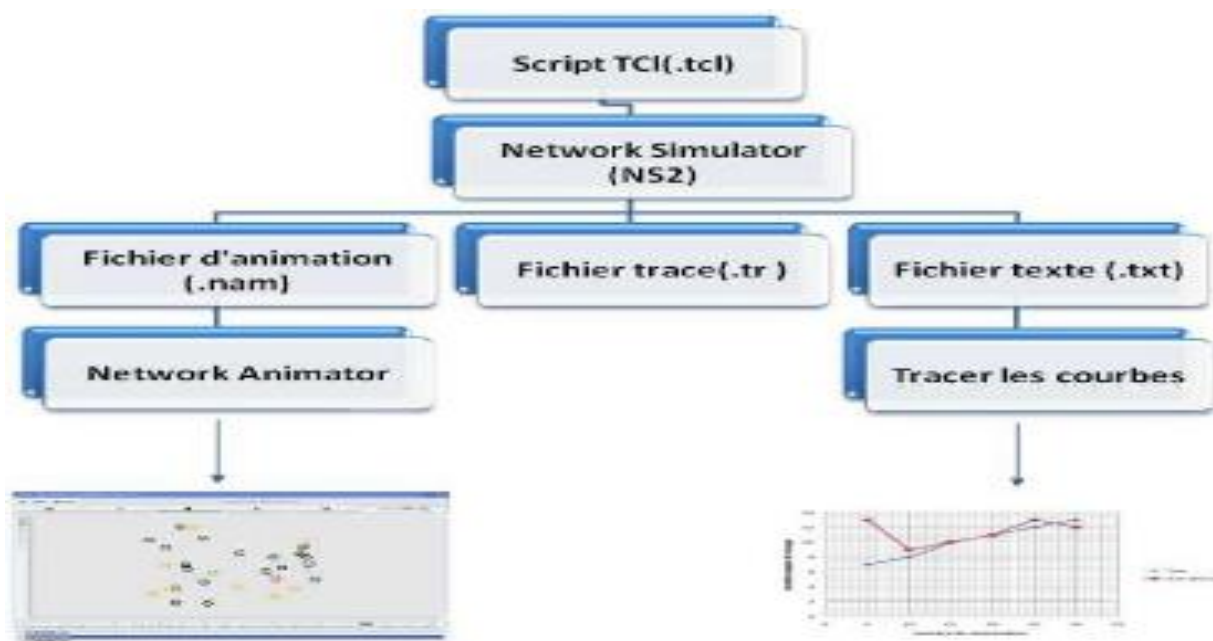 Script TCl(.tcl)
Network Simulator
(NS2)
Fichier d'animation
(.nam)
Fichier trace(.tr )
Fichier texte (.txt)
Network Animator
Tracer les courbes